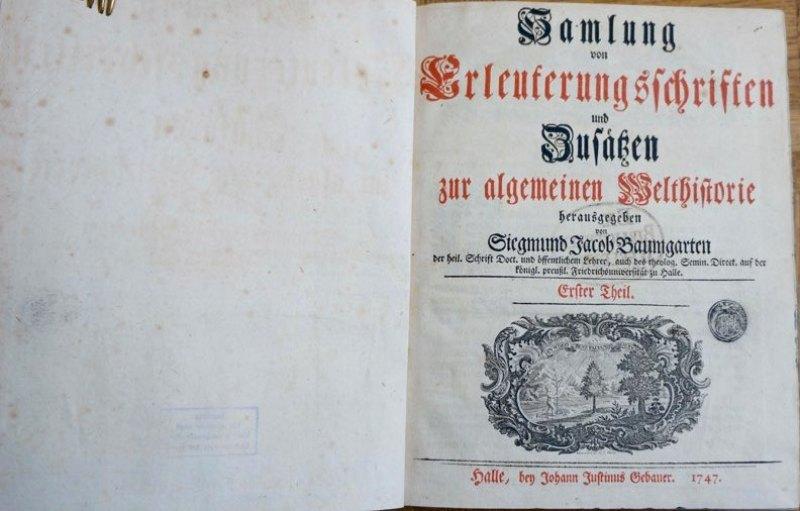 Samlung
von
Erleuterungsschriften
und
Zusätzen
zur algemeinen Welthistorie
herausgegeben
von
Siegmund Jacob Baumgarten
der heil. Schrift Doct. und öffentlichem Lehrer, auch des theolog. Semin. Direct. auf der
königl. preußl. Friedrichsuniversität zu Halle.
Erster Theil.
Halle, bey Johann Justinus Gebauer. 1747.